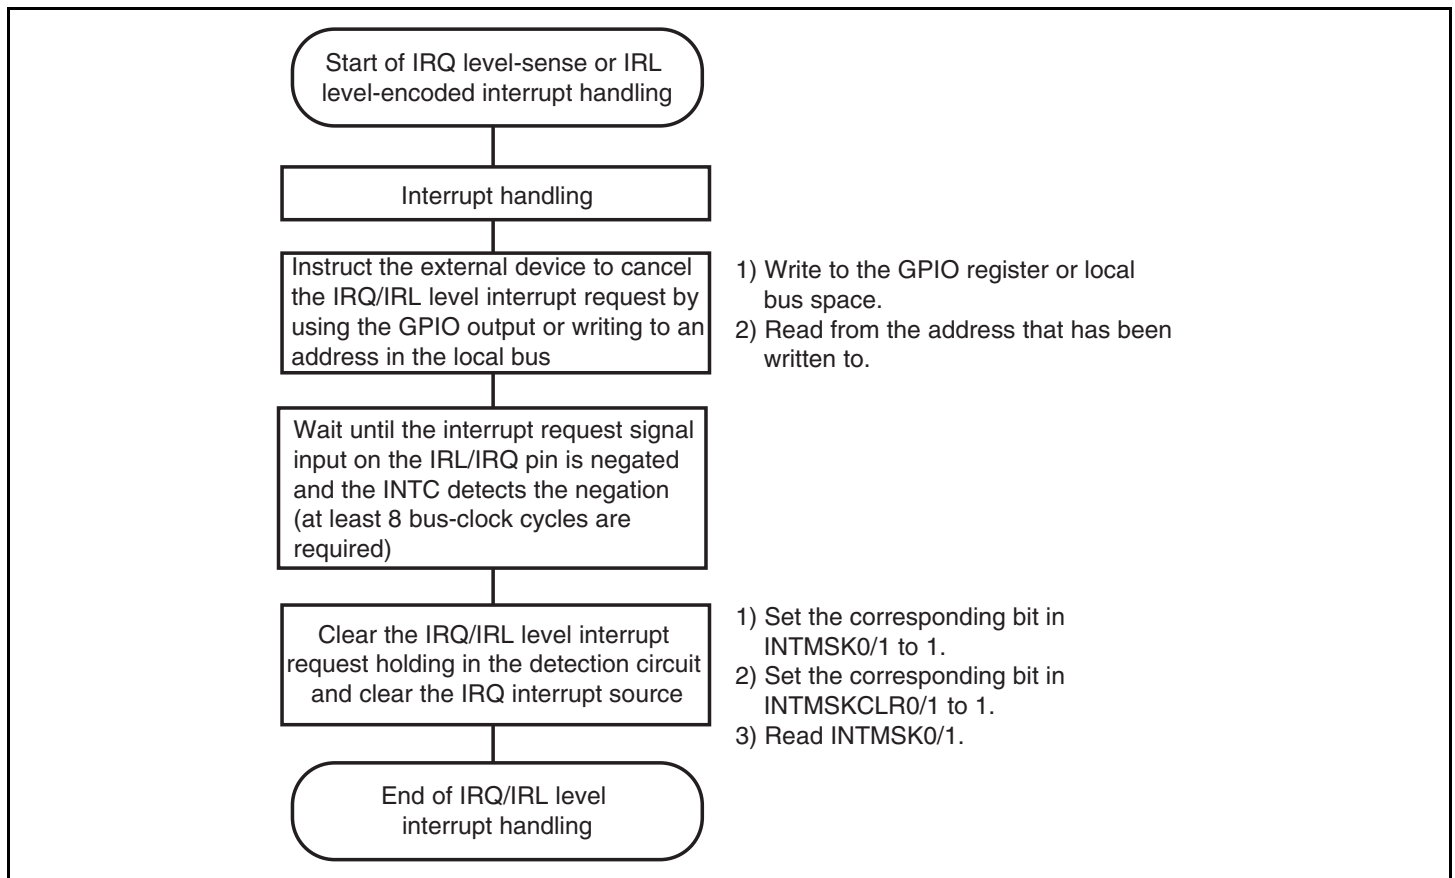 Start of IRQ level-sense or IRL
level-encoded interrupt handling
Interrupt handling
Instruct the external device to cancel
the IRQ/IRL level interrupt request by
using the GPIO output or writing to an
address in the local bus
1) Write to the GPIO register or local
bus space.
2) Read from the address that has been
written to.
Wait until the interrupt request signal
input on the IRL/IRQ pin is negated
and the INTC detects the negation
(at least 8 bus-clock cycles are
required)
Clear the IRQ/IRL level interrupt
request holding in the detection circuit
and clear the IRQ interrupt source
1) Set the corresponding bit in
INTMSK0/1 to 1.
2) Set the corresponding bit in
INTMSKCLR0/1 to 1.
3) Read INTMSK0/1.
End of IRQ/IRL level
interrupt handling